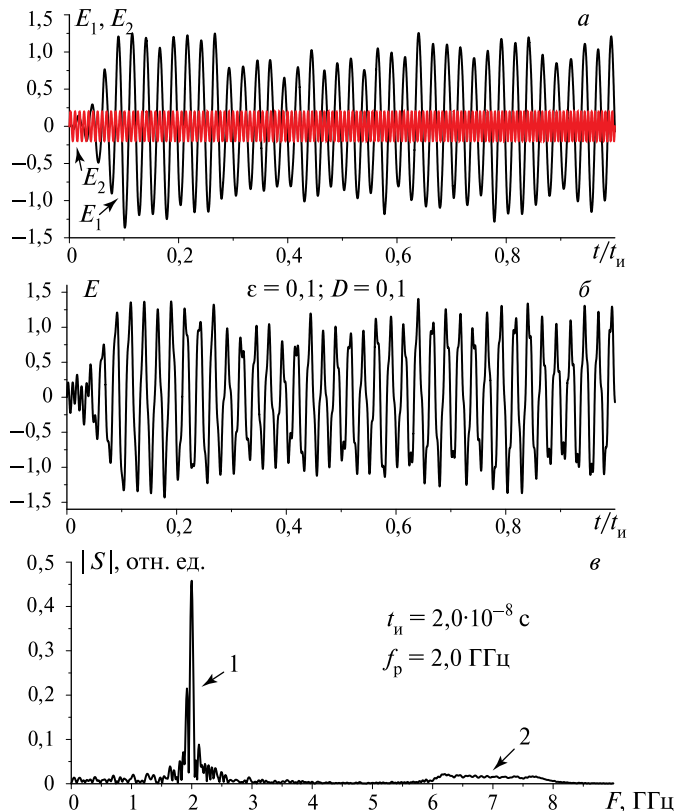 E₁, E₂ а
1,5
1,0
0,5
0
–0,5
–1,0
–1,5
E₂
E₁
0 0,2 0,4 0,6 0,8 t/tи
E ε = 0,1; D = 0,1 б
1,5
1,0
0,5
0
–0,5
–1,0
–1,5
0 0,2 0,4 0,6 0,8 t/tи
|S|, отн. ед. в
0,5
0,4
0,3
0,2
0,1
0
tи = 2,0·10⁻⁸ с
fр = 2,0 ГГц
1
2
0 1 2 3 4 5 6 7 8 F, ГГц